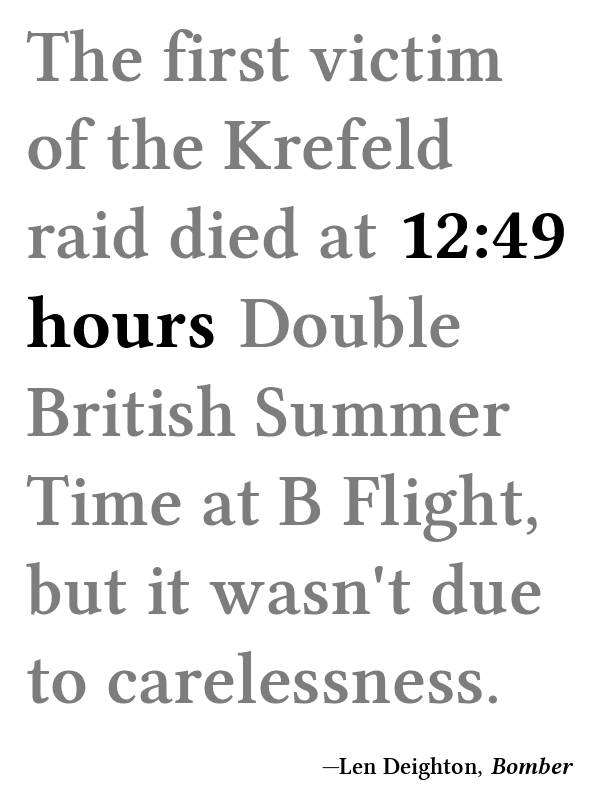 The first victim
of the Krefeld
raid died at 12:49
hours Double
British Summer
Time at B Flight,
but it wasn't due
to carelessness.
—Len Deighton, Bomber